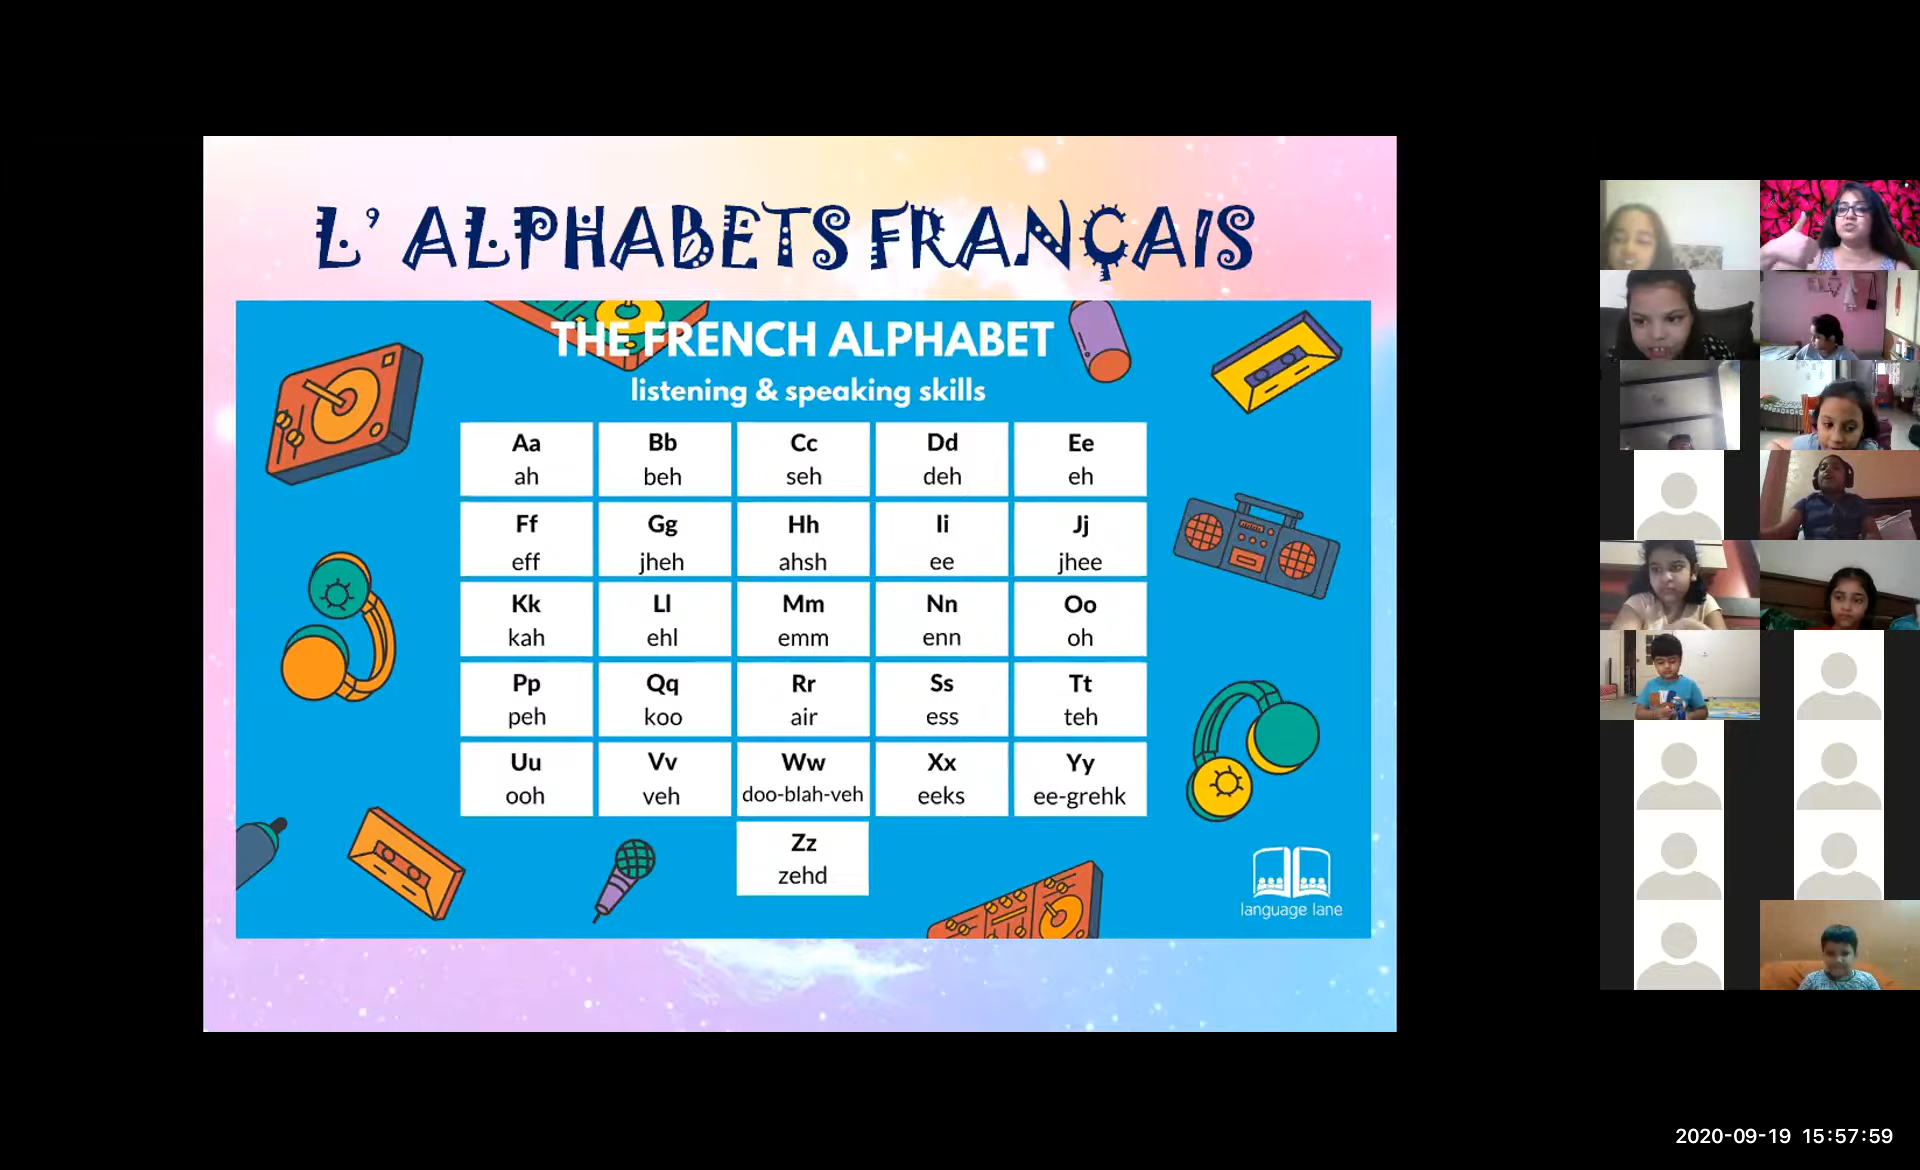 L' ALPHABETS FRANÇAIS
THE FRENCH ALPHABET
listening & speaking skills
Aa Bb Cc Dd Ee
ah beh seh deh eh
Ff Gg Hh Ii Jj
eff jheh ahsh ee jhee
Kk Ll Mm Nn Oo
kah ehl emm enn oh
Pp Qq Rr Ss Tt
peh koo air ess teh
Uu Vv Ww Xx Yy
ooh veh doo-blah-veh eeks ee-grehk
Zz
zehd
language lane
2020-09-19 15:57:59